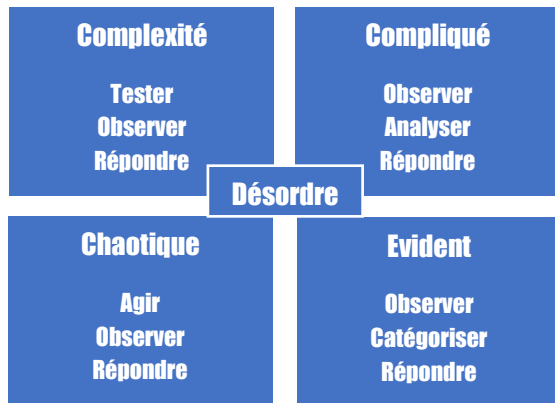 Complexité
Tester
Observer
Répondre
Compliqué
Observer
Analyser
Répondre
Désordre
Chaotique
Agir
Observer
Répondre
Evident
Observer
Catégoriser
Répondre